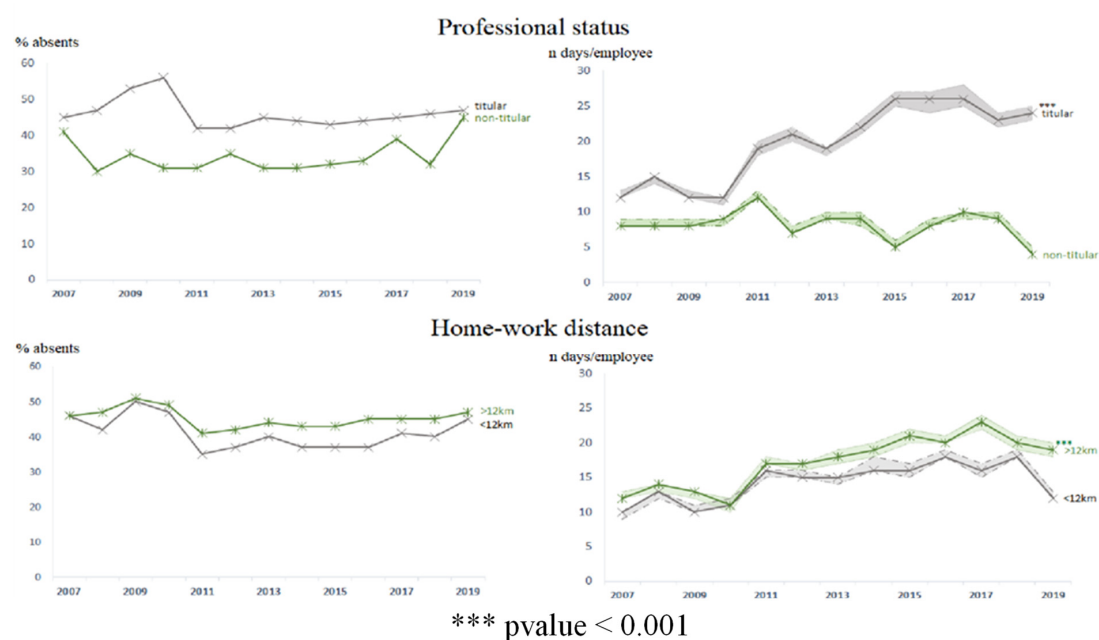 Professional status
% absents
60
50
40
30
20
10
0
2007 2009 2011 2013 2015 2017 2019
titular
non-titular
n days/employee
30
25
20
15
10
5
0
2007 2009 2011 2013 2015 2017 2019
***
titular
non-titular
Home-work distance
% absents
60
50
40
30
20
10
0
2007 2009 2011 2013 2015 2017 2019
>12km
<12km
n days/employee
30
25
20
15
10
5
0
2007 2009 2011 2013 2015 2017 2019
***
>12km
<12km
*** pvalue < 0.001